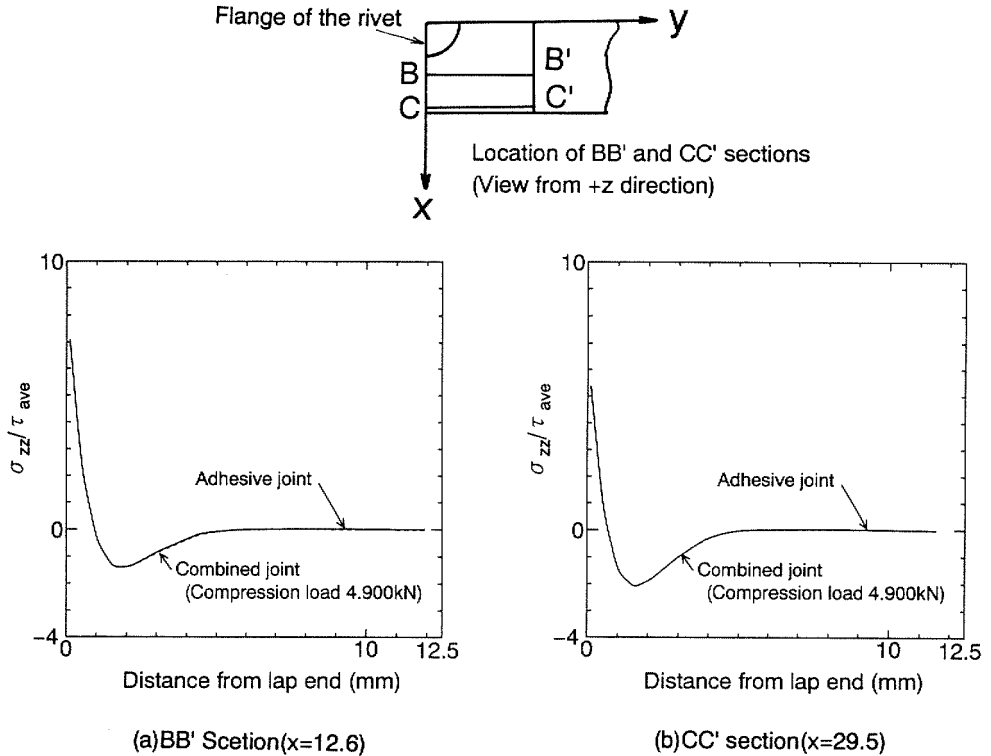 Flange of the rivet
y
B
B'
C
C'
x
Location of BB' and CC' sections
(View from +z direction)
10
0
−4
σzz/τave
Adhesive joint
Combined joint
(Compression load 4.900kN)
0
10
12.5
Distance from lap end (mm)
(a)BB' Scetion(x=12.6)
10
0
−4
σzz/τave
Adhesive joint
Combined joint
(Compression load 4.900kN)
0
10
12.5
Distance from lap end (mm)
(b)CC' section(x=29.5)